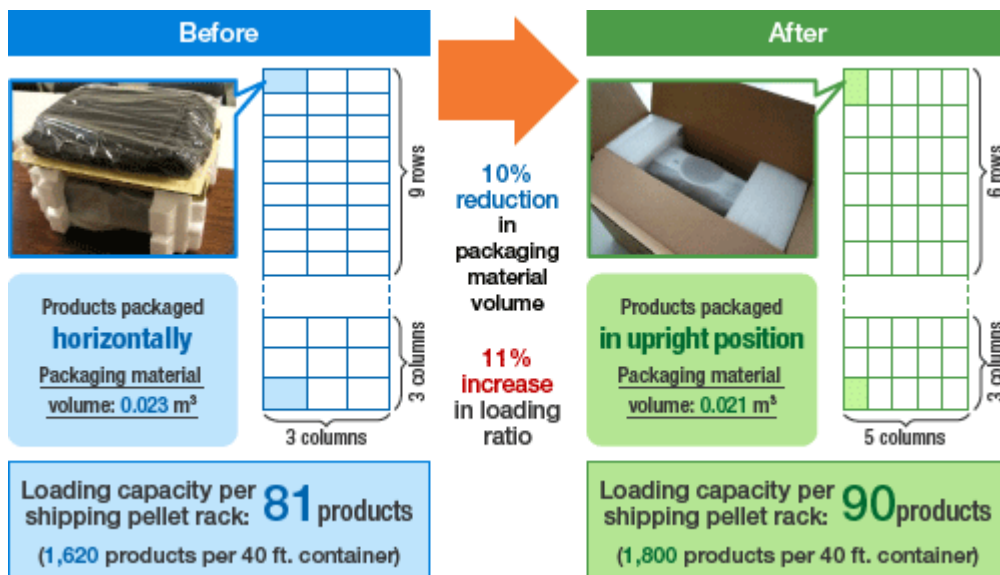 Before
9 rows
3 columns
3 columns
Products packaged
horizontally
Packaging material
volume: 0.023 m³
Loading capacity per
shipping pellet rack: 81 products
(1,620 products per 40 ft. container)
10%
reduction
in
packaging
material
volume
11%
increase
in loading
ratio
After
6 rows
3 columns
5 columns
Products packaged
in upright position
Packaging material
volume: 0.021 m³
Loading capacity per
shipping pellet rack: 90 products
(1,800 products per 40 ft. container)